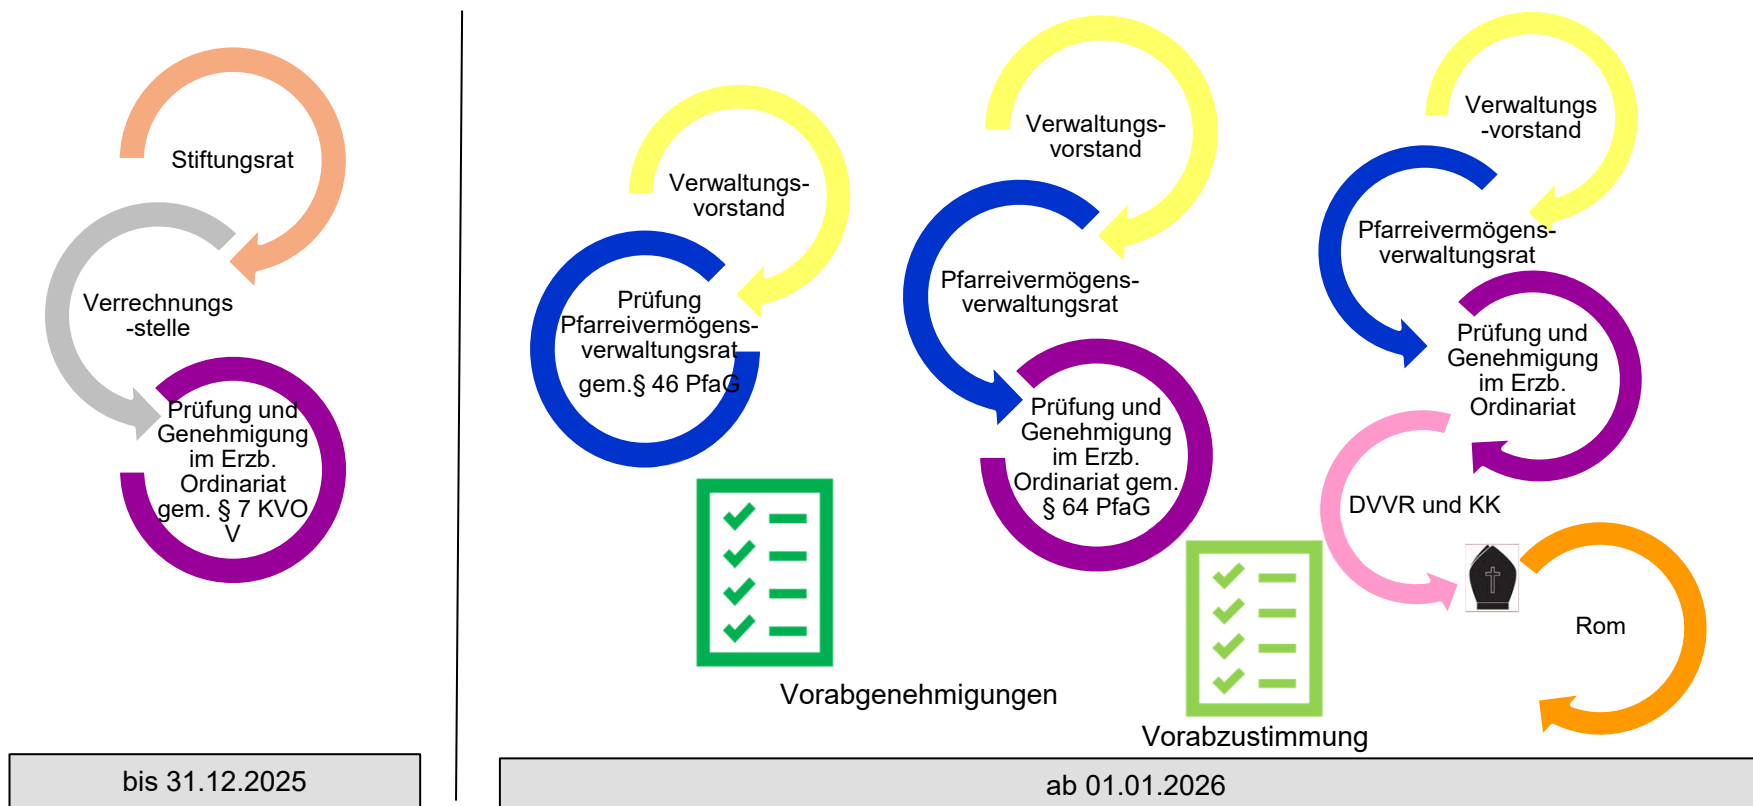 Stiftungsrat
Verrechnungs
-stelle
Prüfung und
Genehmigung
im Erzb.
Ordinariat
gem. § 7 KVO
V
bis 31.12.2025
Verwaltungs-
vorstand
Prüfung
Pfarreivermögens-
verwaltungsrat
gem.§ 46 PfaG
Vorabgenehmigungen
Verwaltungs-
vorstand
Pfarreivermögens-
verwaltungsrat
Prüfung und
Genehmigung
im Erzb.
Ordinariat gem.
§ 64 PfaG
Vorabzustimmung
Verwaltungs
-vorstand
Pfarreivermögens-
verwaltungsrat
Prüfung und
Genehmigung
im Erzb.
Ordinariat
DVVR und KK
Rom
ab 01.01.2026